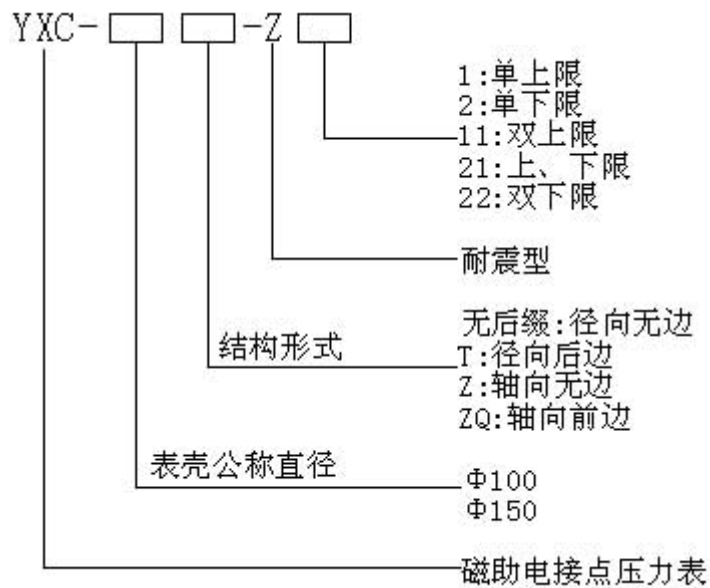 YXC-□ □-Z □
1:单上限
2:单下限
11:双上限
21:上、下限
22:双下限
耐震型
结构形式
无后缀:径向无边
T:径向后边
Z:轴向无边
ZQ:轴向前边
表壳公称直径
Φ100
Φ150
磁助电接点压力表